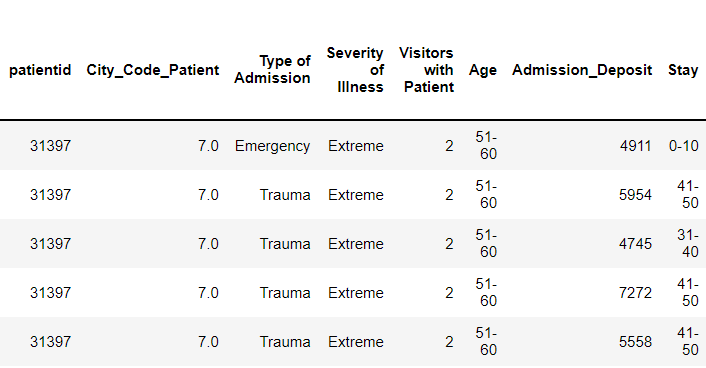 patientid City_Code_Patient Type of Admission Severity of Illness Visitors with Patient Age Admission_Deposit Stay
31397 7.0 Emergency Extreme 2 51-60 4911 0-10
31397 7.0 Trauma Extreme 2 51-60 5954 41-50
31397 7.0 Trauma Extreme 2 51-60 4745 31-40
31397 7.0 Trauma Extreme 2 51-60 7272 41-50
31397 7.0 Trauma Extreme 2 51-60 5558 41-50